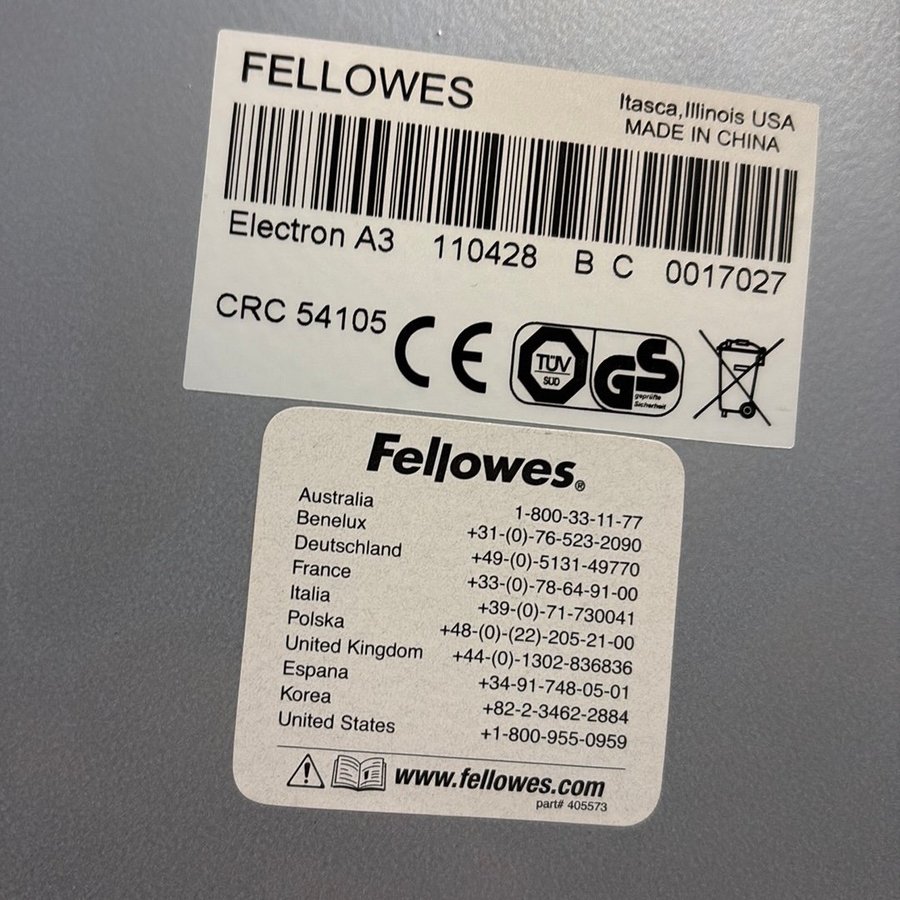 FELLOWES
Itasca,Illinois USA
MADE IN CHINA
Electron A3 110428 B C 0017027
CRC 54105 CE TÜV SÜD GS geprüfte Sicherheit
Fellowes®
Australia 1-800-33-11-77
Benelux +31-(0)-76-523-2090
Deutschland +49-(0)-5131-49770
France +33-(0)-78-64-91-00
Italia +39-(0)-71-730041
Polska +48-(0)-(22)-205-21-00
United Kingdom +44-(0)-1302-836836
Espana +34-91-748-05-01
Korea +82-2-3462-2884
United States +1-800-955-0959
www.fellowes.com
part# 405573